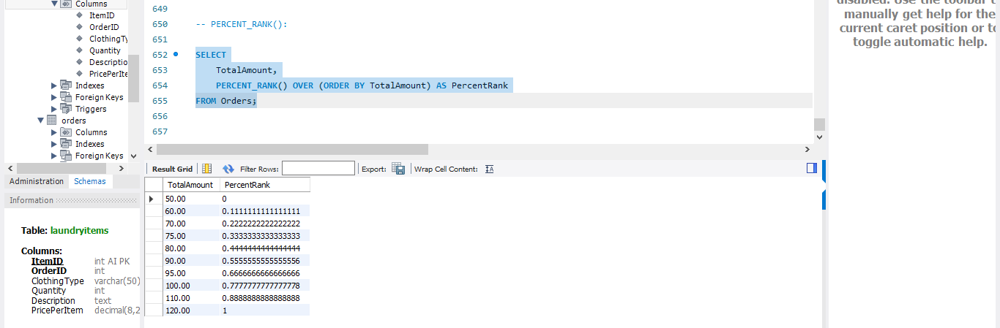 Columns
ItemID
OrderID
ClothingTy
Quantity
Descriptio
PricePerIte
Indexes
Foreign Keys
Triggers
orders
Columns
Indexes
Foreign Keys
Administration Schemas
Information
Table: laundryitems
Columns:
ItemID int AI PK
OrderID int
ClothingType varchar(50)
Quantity int
Description text
PricePerItem decimal(8,2
649
650 -- PERCENT_RANK():
651
652 SELECT
653 TotalAmount,
654 PERCENT_RANK() OVER (ORDER BY TotalAmount) AS PercentRank
655 FROM Orders;
656
657
Result Grid Filter Rows: Export: Wrap Cell Content:
TotalAmount PercentRank
50.00 0
60.00 0.1111111111111111
70.00 0.2222222222222222
75.00 0.3333333333333333
80.00 0.4444444444444444
90.00 0.5555555555555556
95.00 0.6666666666666666
100.00 0.7777777777777778
110.00 0.8888888888888888
120.00 1
disabled. Use the toolbar t
manually get help for the
current caret position or to
toggle automatic help.